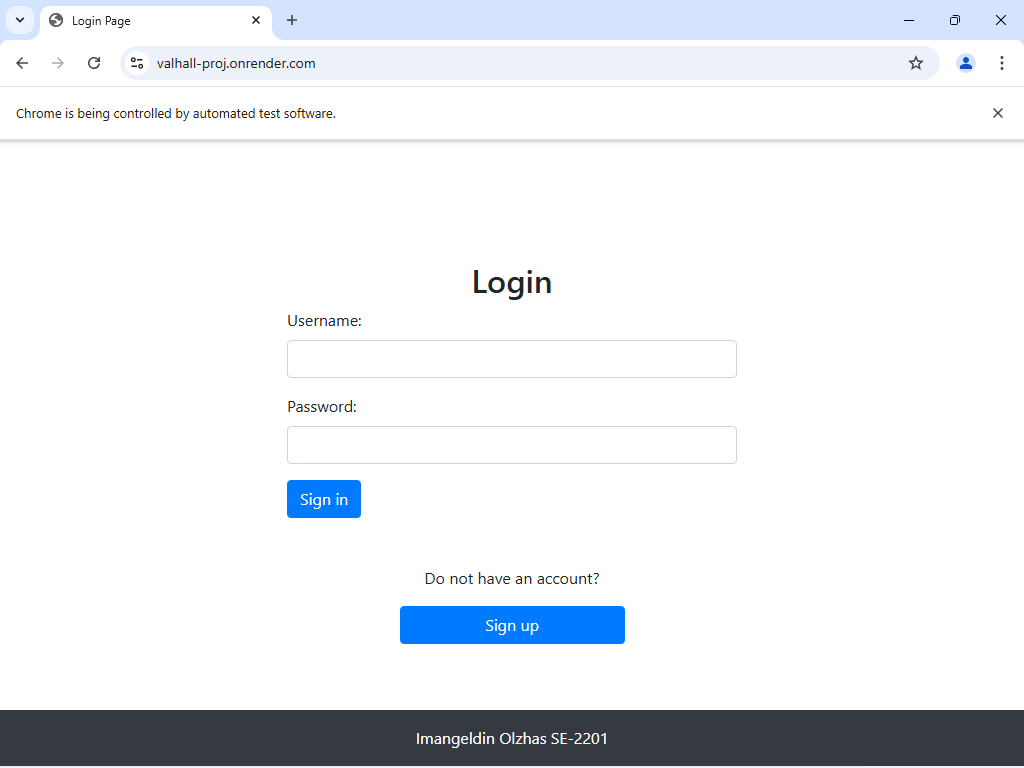 Login Page
valhall-proj.onrender.com
Chrome is being controlled by automated test software.
Login
Username:
Password:
Sign in
Do not have an account?
Sign up
Imangeldin Olzhas SE-2201